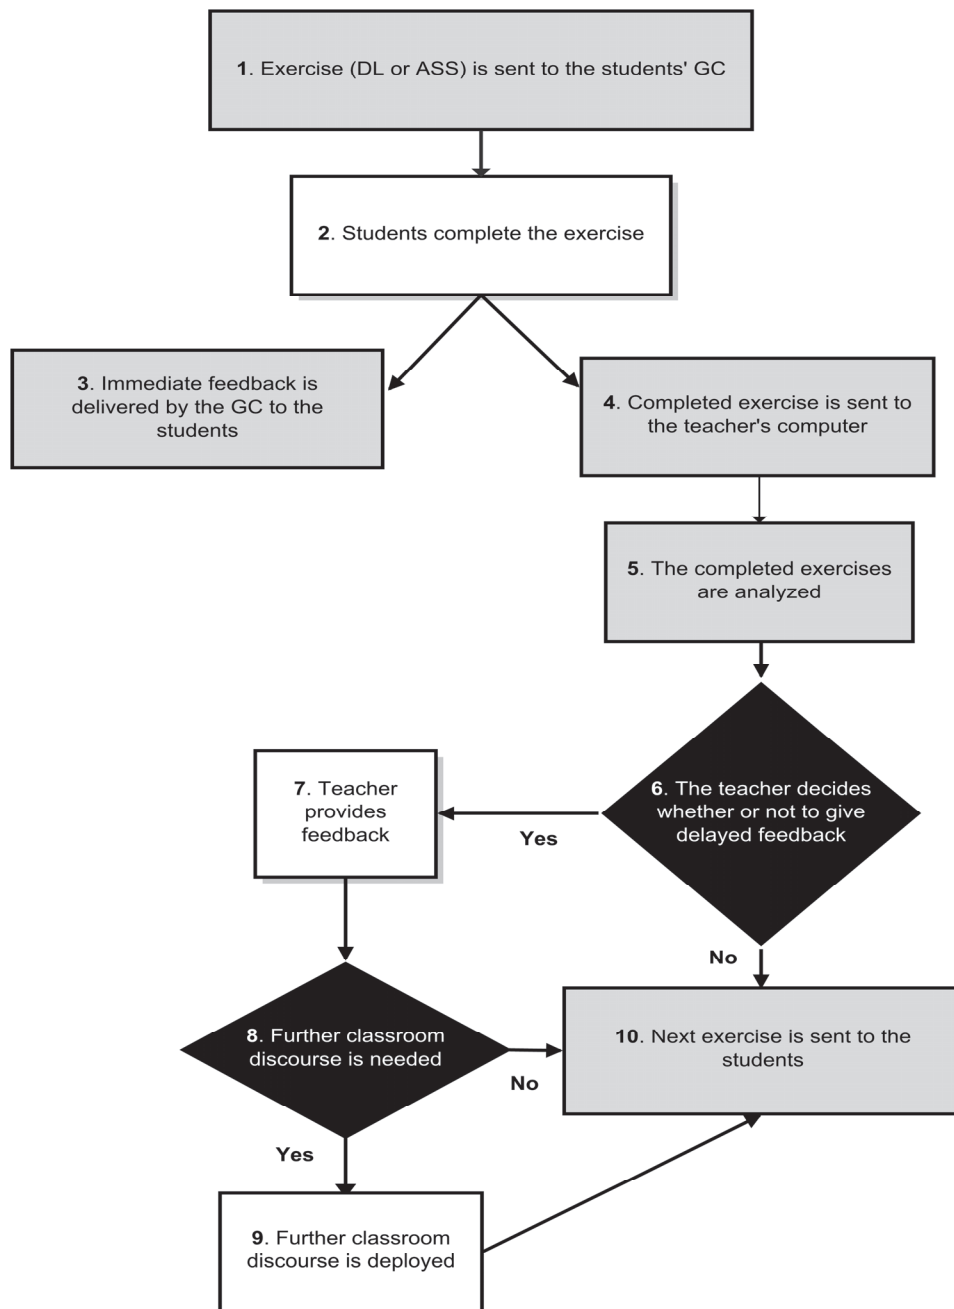 1. Exercise (DL or ASS) is sent to the students' GC
2. Students complete the exercise
3. Immediate feedback is
delivered by the GC to the
students
4. Completed exercise is sent to
the teacher's computer
5. The completed exercises
are analyzed
6. The teacher decides
whether or not to give
delayed feedback
Yes
7. Teacher
provides
feedback
No
8. Further classroom
discourse is needed
No
10. Next exercise is sent to the
students
Yes
9. Further classroom
discourse is deployed